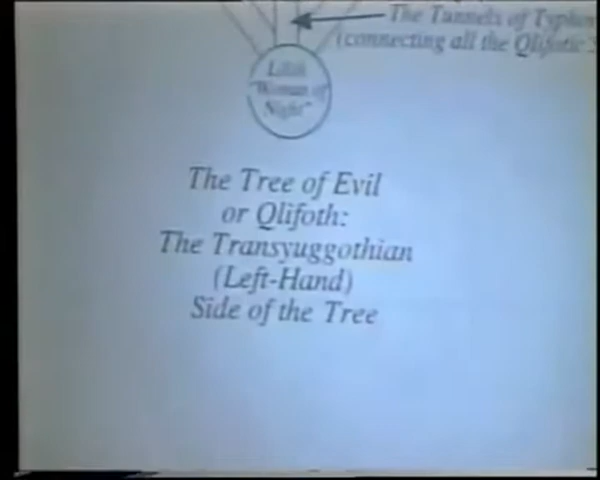 The Tunnels of Typhon
(connecting all the Qlifotic
Lilith
"Woman of
Night"
The Tree of Evil
or Qlifoth:
The Transyuggothian
(Left-Hand)
Side of the Tree